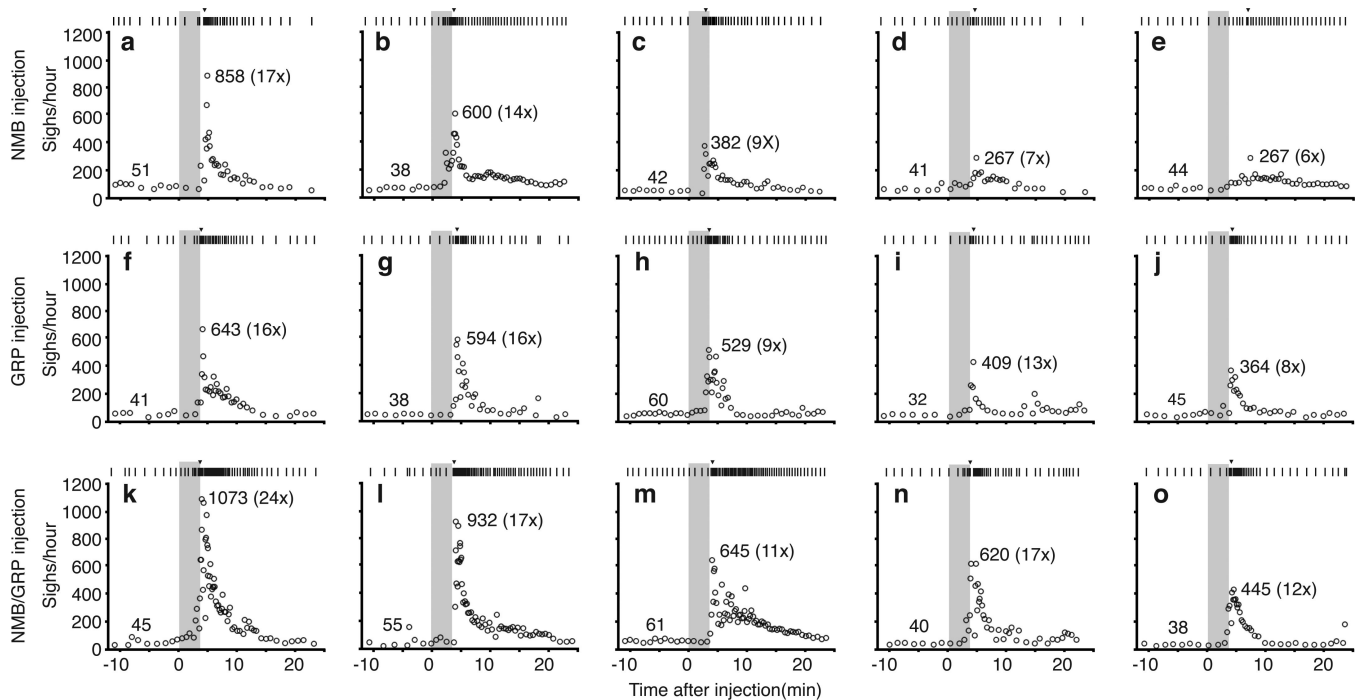 a b c d e
NMB injection
Sighs/hour
1200
1000
800
600
400
200
0
858 (17x)
600 (14x)
382 (9X)
267 (7x)
267 (6x)
51 38 42 41 44
f g h i j
GRP injection
Sighs/hour
1200
1000
800
600
400
200
0
643 (16x)
594 (16x)
529 (9x)
409 (13x)
364 (8x)
41 38 60 32 45
k l m n o
NMB/GRP injection
Sighs/hour
1200
1000
800
600
400
200
0
1073 (24x)
932 (17x)
645 (11x)
620 (17x)
445 (12x)
45 55 61 40 38
-10 0 10 20
-10 0 10 20
-10 0 10 20
-10 0 10 20
-10 0 10 20
Time after injection(min)